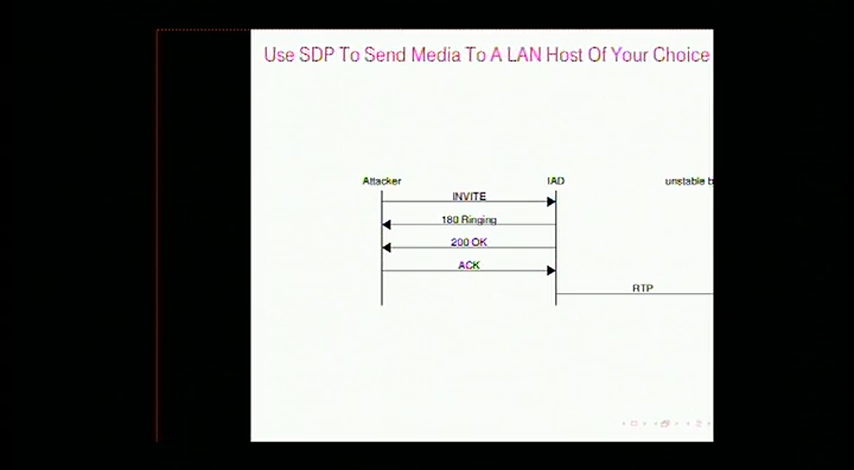 Use SDP To Send Media To A LAN Host Of Your Choice
Attacker IAD unstable b
INVITE
180 Ringing
200 OK
ACK
RTP